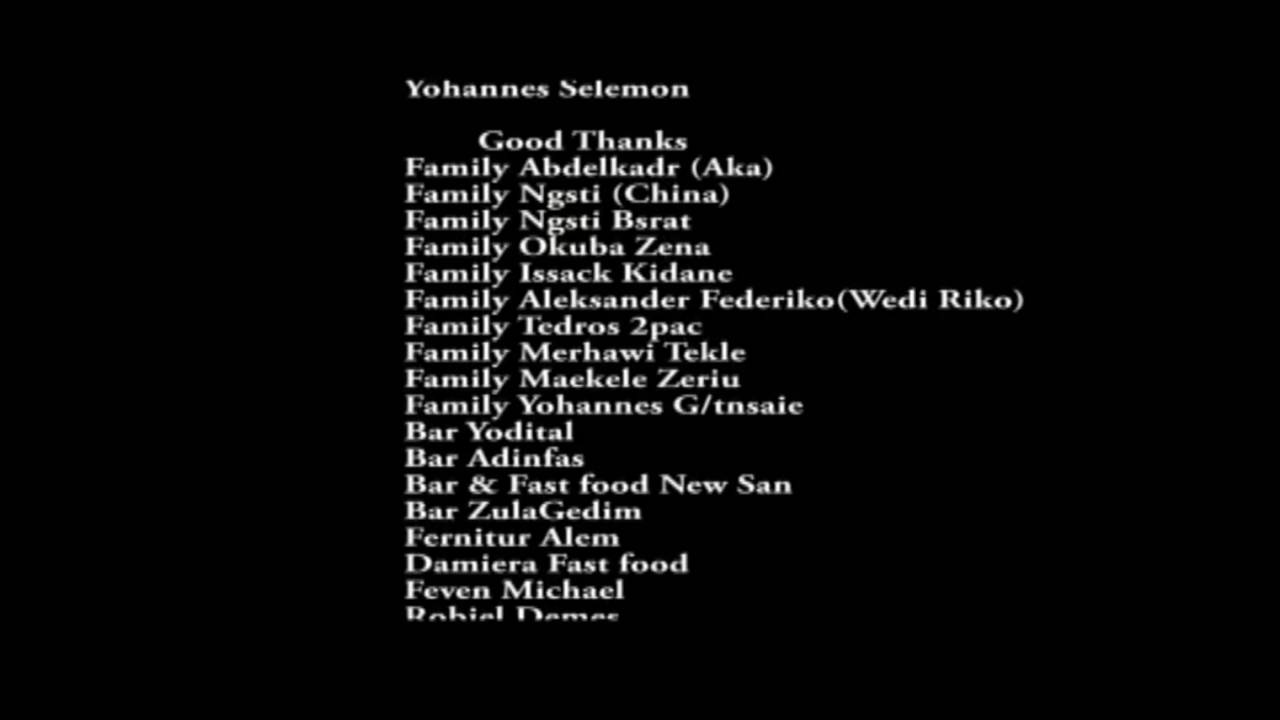 Yohannes Selemon
Good Thanks
Family Abdelkadr (Aka)
Family Ngsti (China)
Family Ngsti Bsrat
Family Okuba Zena
Family Issack Kidane
Family Aleksander Federiko(Wedi Riko)
Family Tedros 2pac
Family Merhawi Tekle
Family Maekele Zeriu
Family Yohannes G/tnsaie
Bar Yodital
Bar Adinfas
Bar & Fast food New San
Bar ZulaGedim
Fernitur Alem
Damiera Fast food
Feven Michael
Robiel Demes